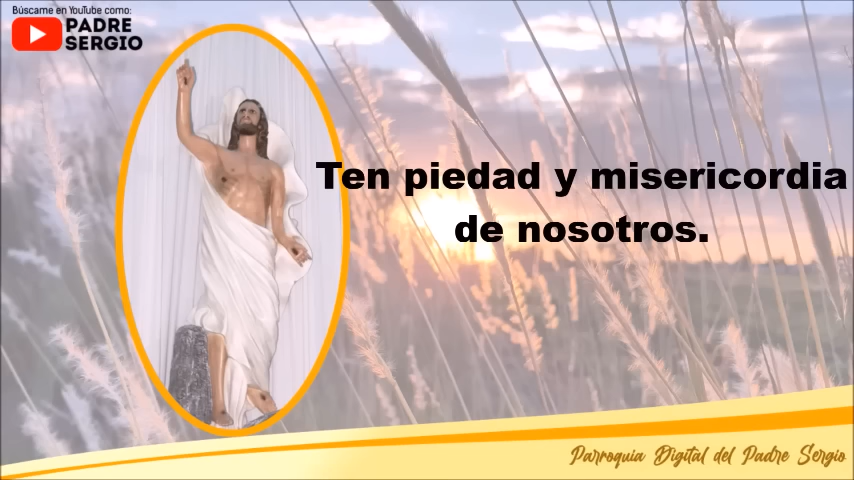 Búscame en YouTube como:
PADRE
SERGIO
Ten piedad y misericordia
de nosotros.
Parroquia Digital del Padre Sergio